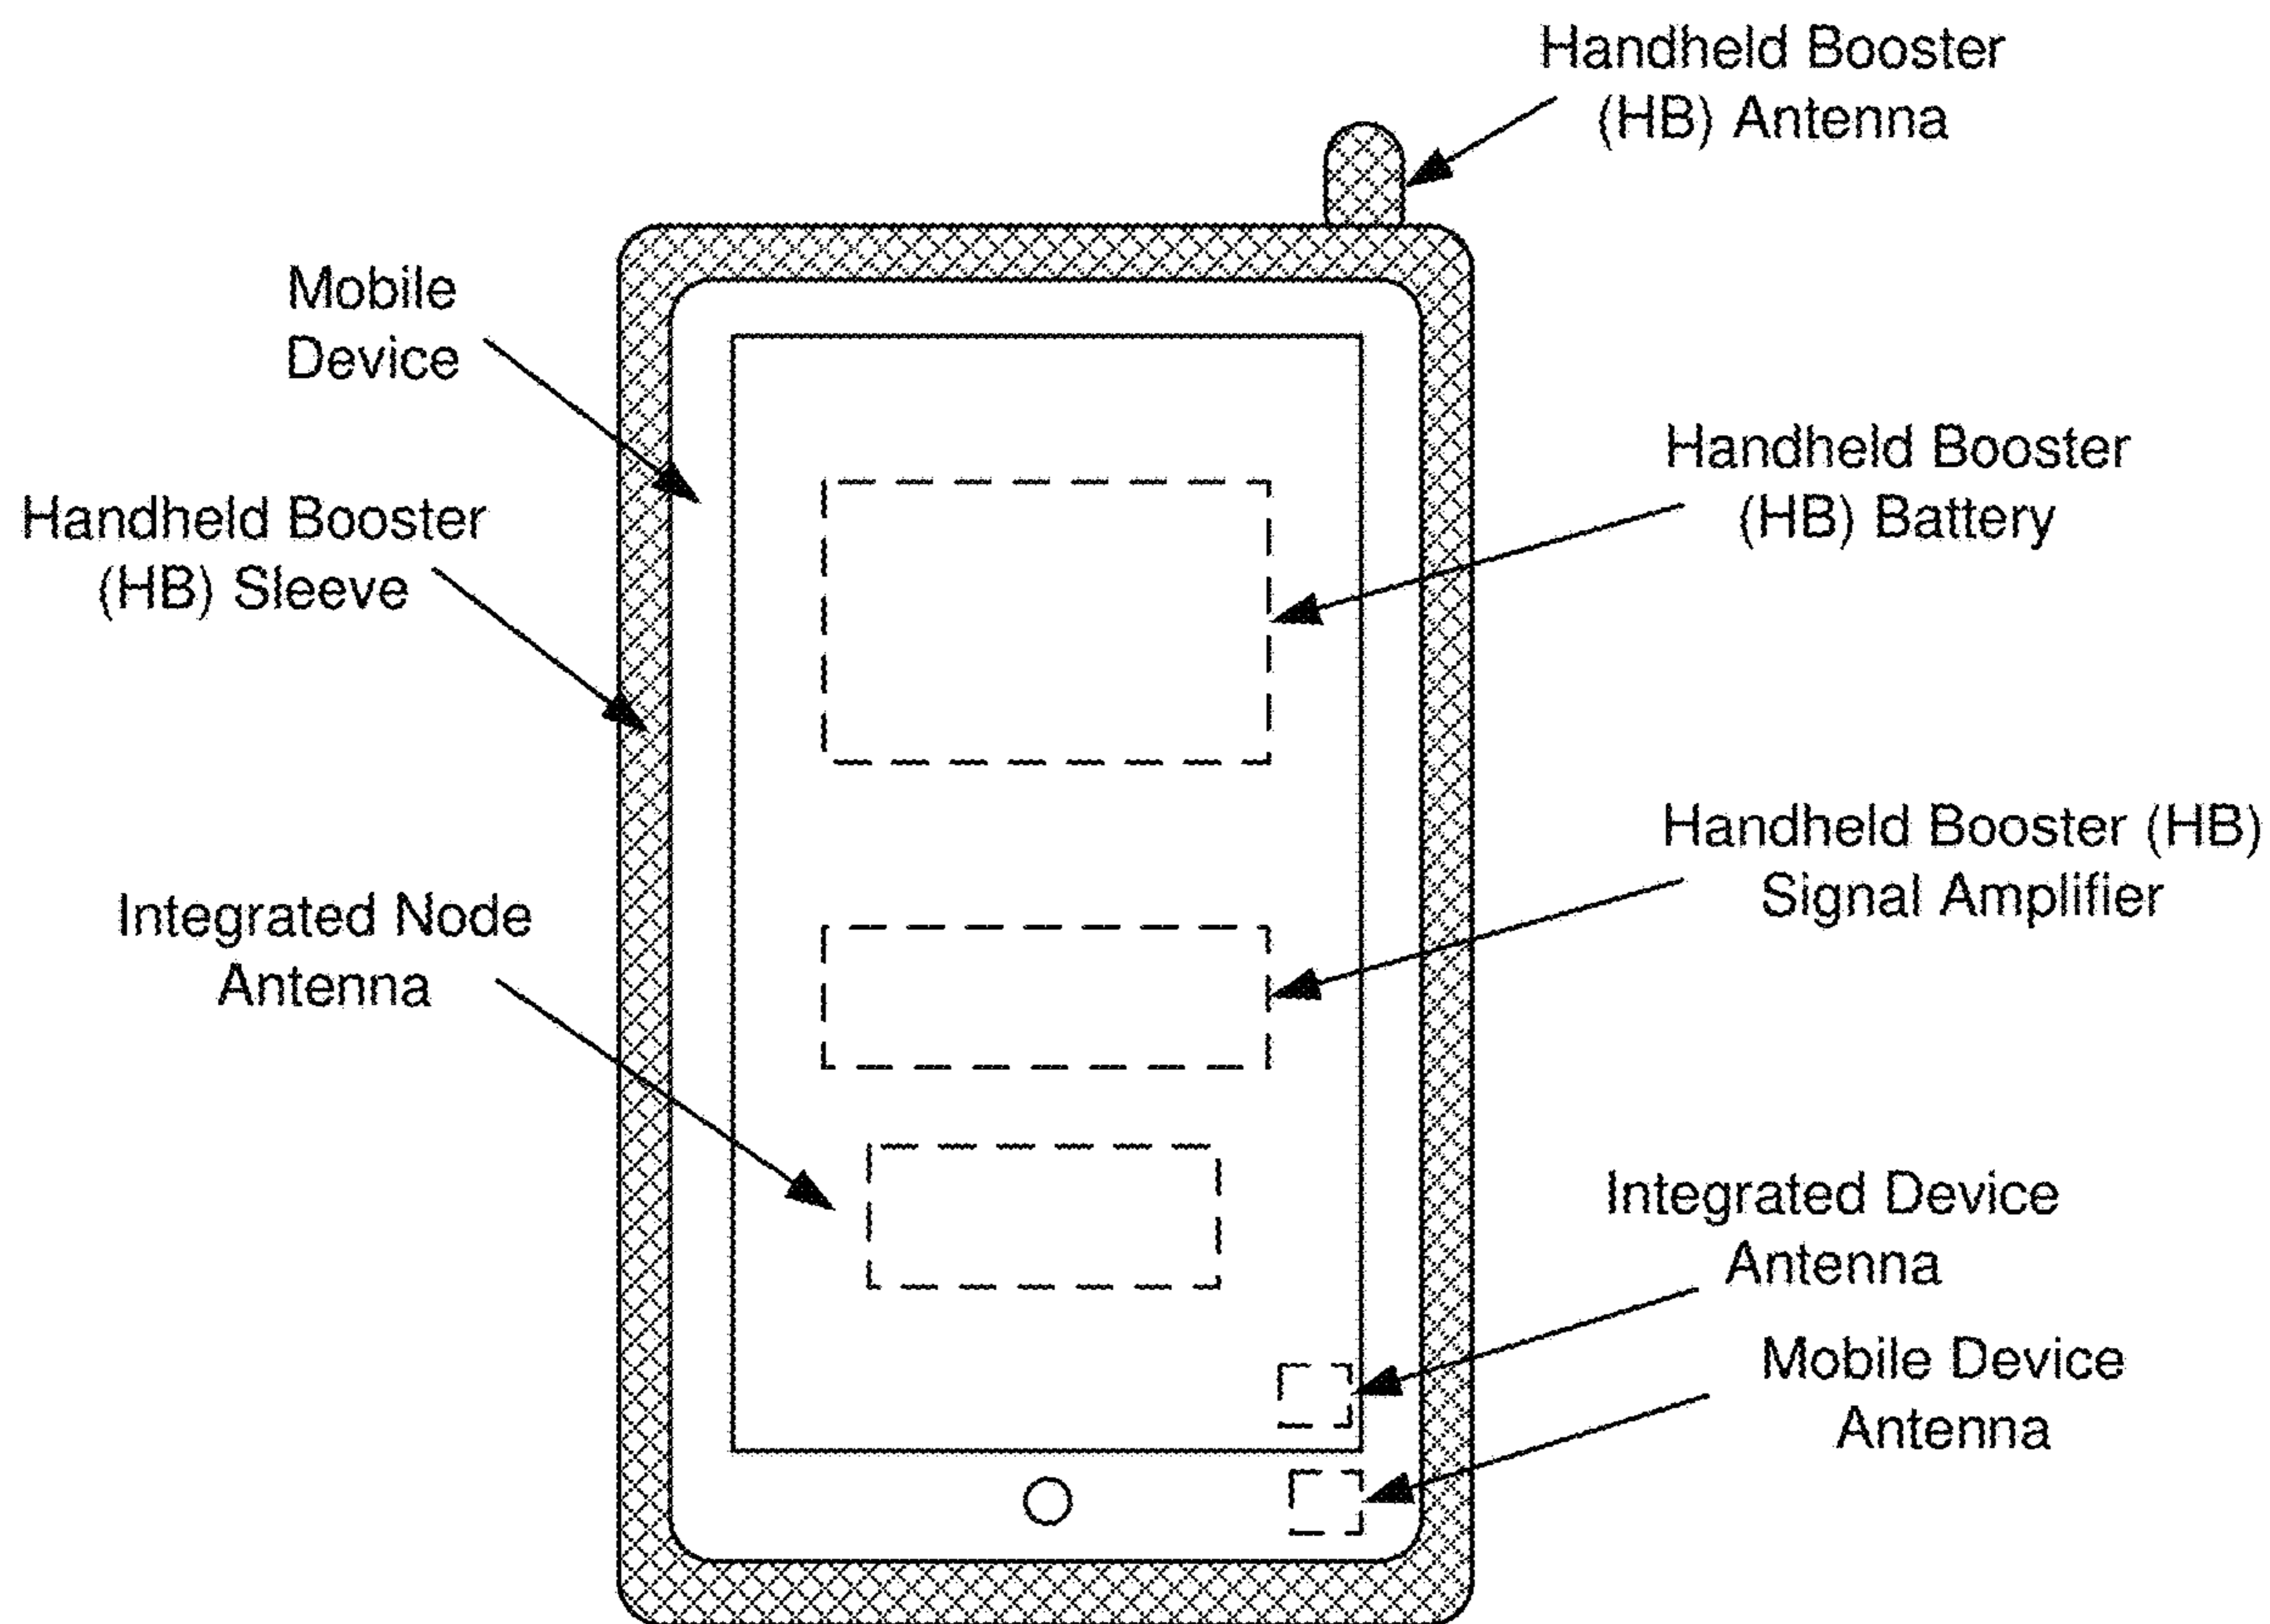 Handheld Booster
(HB) Antenna
Mobile
Device
Handheld Booster
(HB) Battery
Handheld Booster
(HB) Sleeve
Handheld Booster (HB)
Signal Amplifier
Integrated Node
Antenna
Integrated Device
Antenna
Mobile Device
Antenna